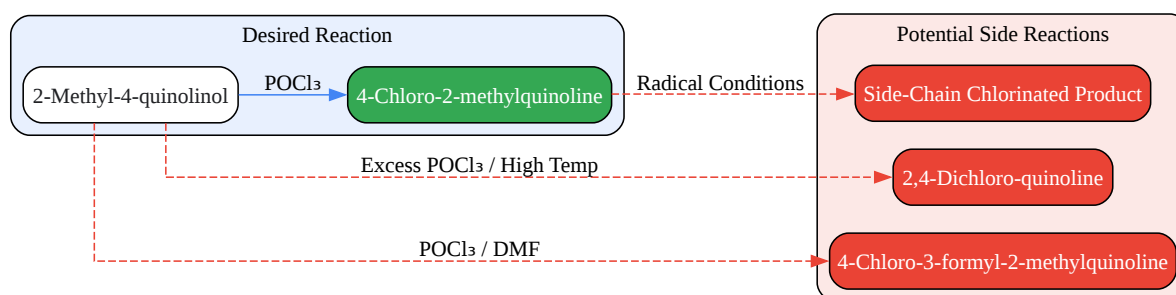 Desired Reaction
Potential Side Reactions
2-Methyl-4-quinolinol
POCl₃
4-Chloro-2-methylquinoline
Radical Conditions
Side-Chain Chlorinated Product
Excess POCl₃ / High Temp
2,4-Dichloro-quinoline
POCl₃ / DMF
4-Chloro-3-formyl-2-methylquinoline